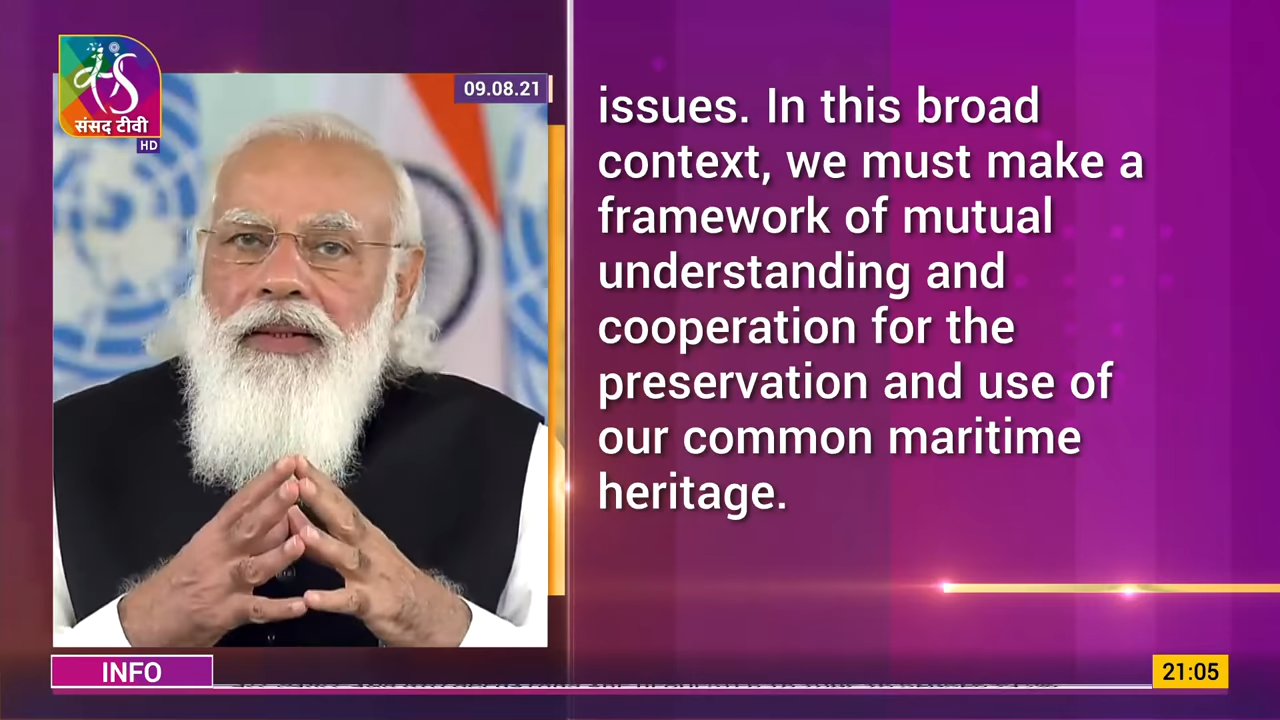 संसद टीवी
HD
09.08.21
issues. In this broad
context, we must make a
framework of mutual
understanding and
cooperation for the
preservation and use of
our common maritime
heritage.
INFO
21:05